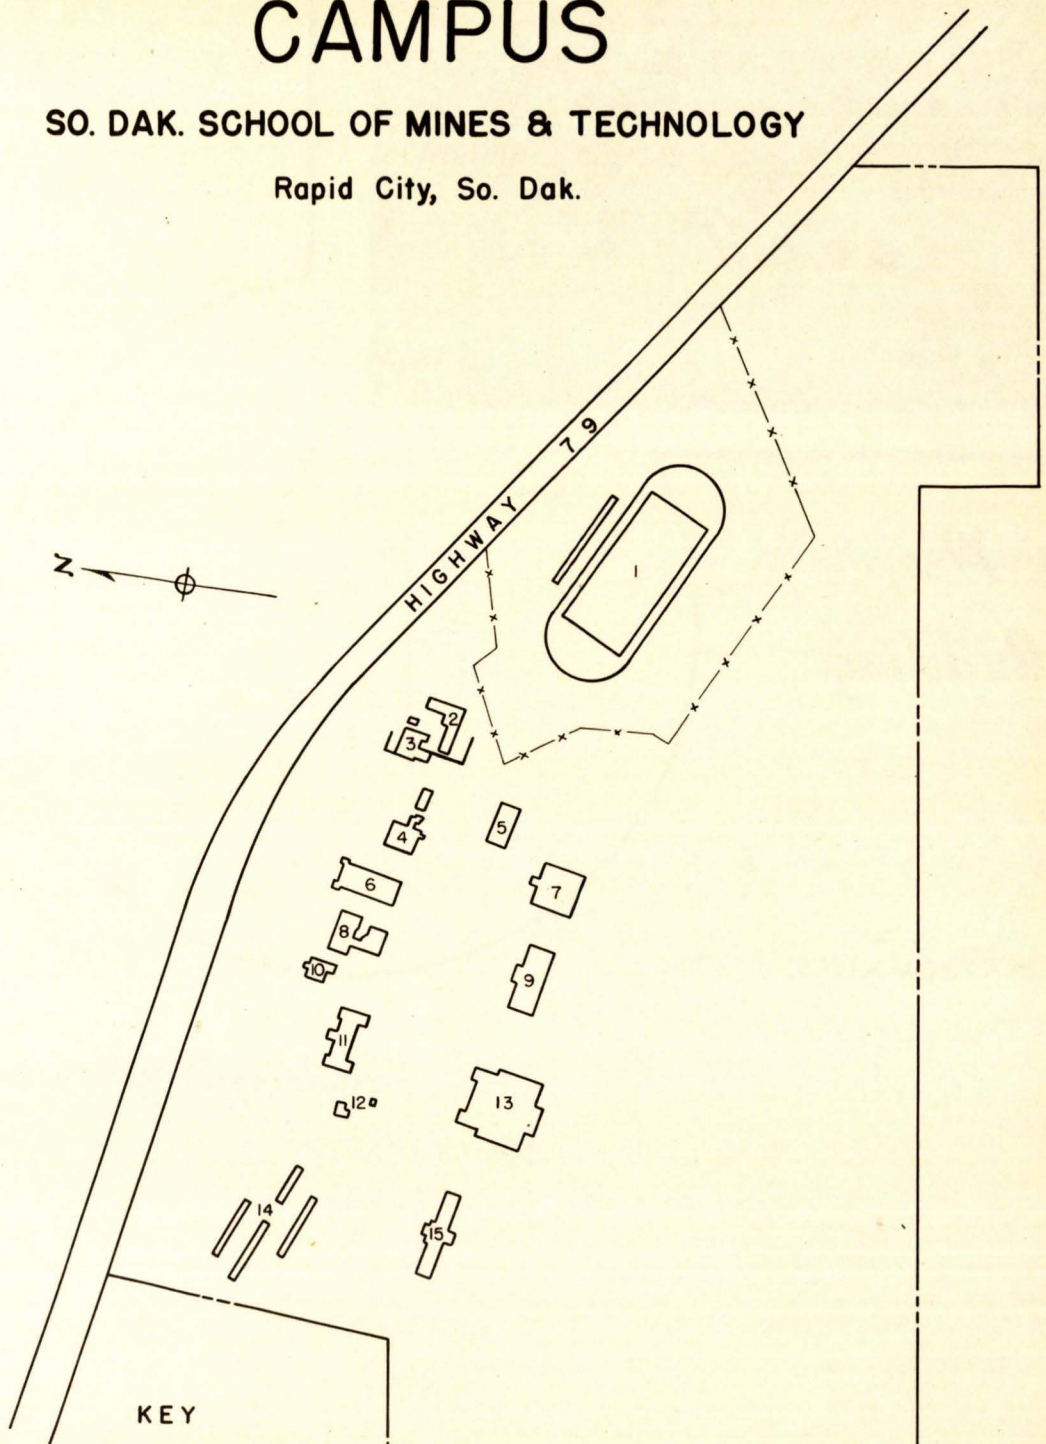 CAMPUS
SO. DAK. SCHOOL OF MINES & TECHNOLOGY
Rapid City, So. Dak.
HIGHWAY 79
N
1
2
3
4
5
6
7
8
9
10
11
12
13
14
15
KEY